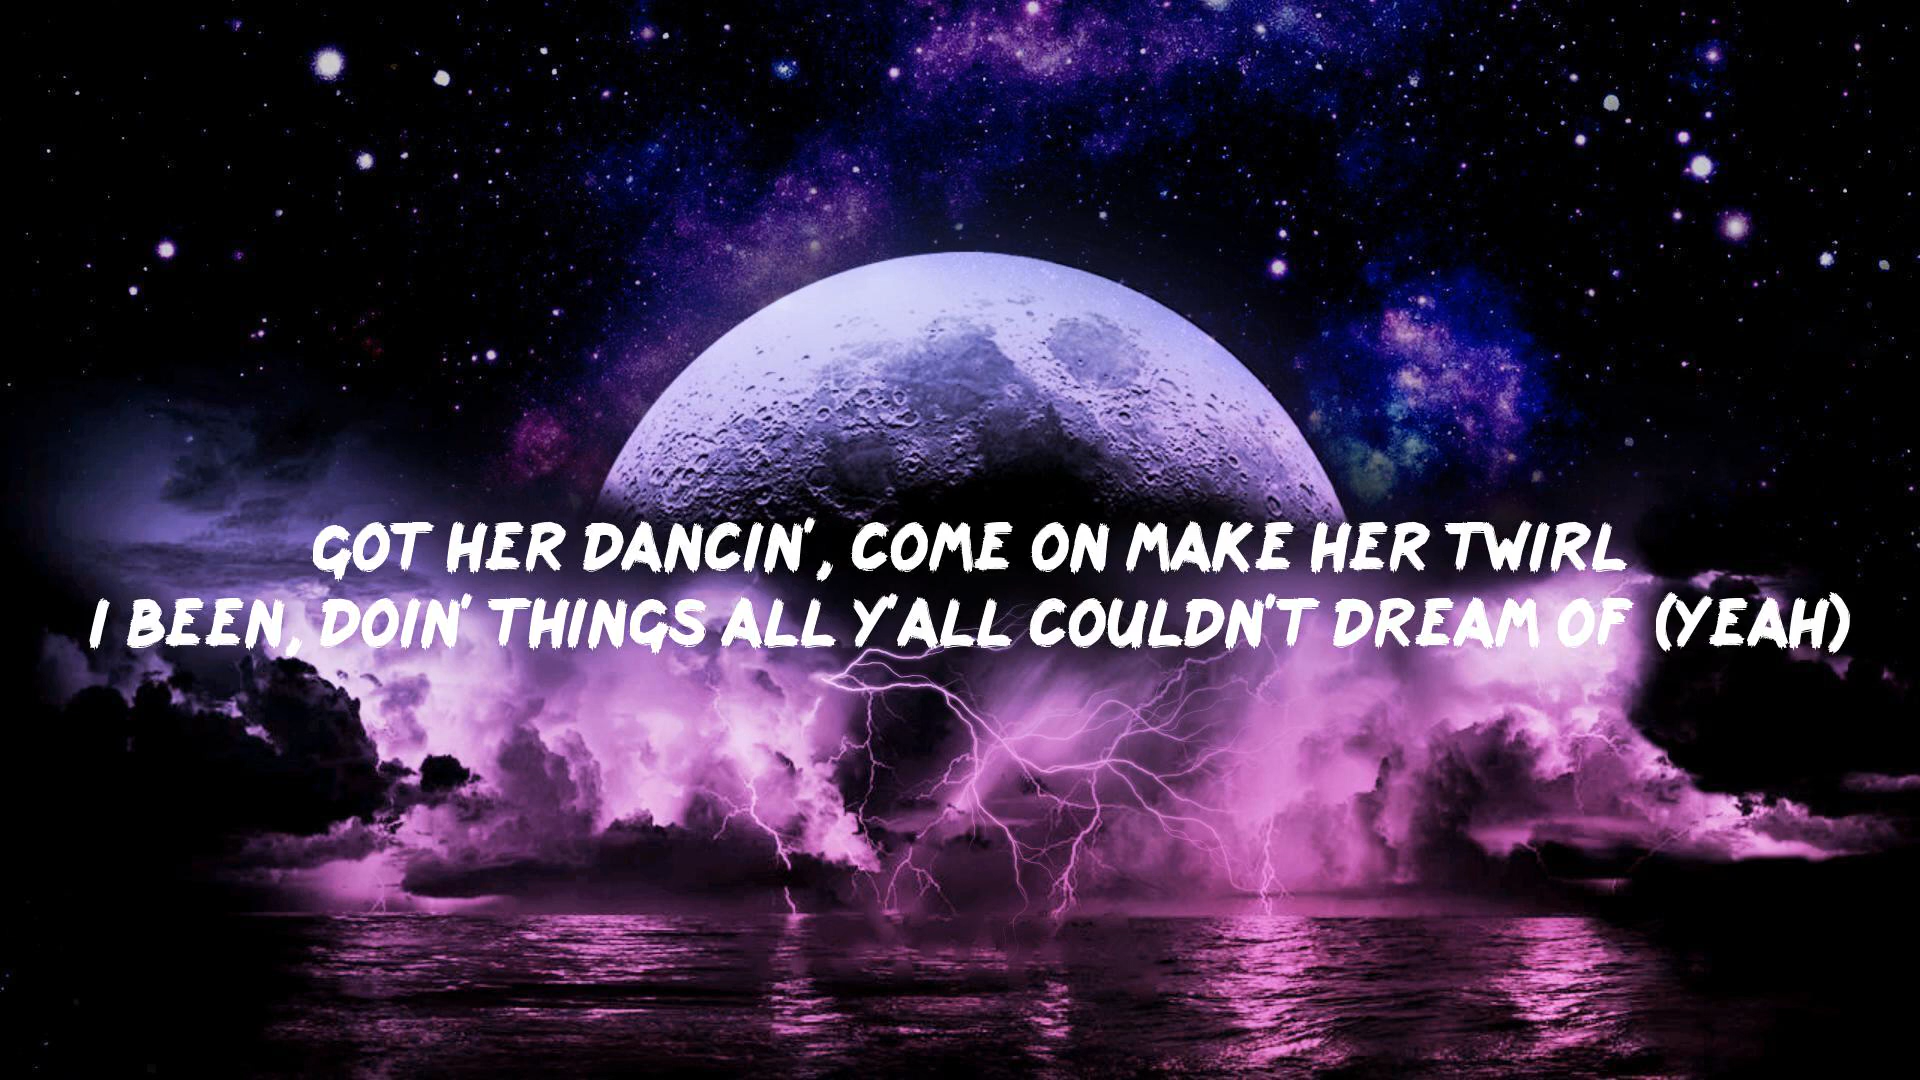 GOT HER DANCIN', COME ON MAKE HER TWIRL
I BEEN, DOIN' THINGS ALL Y'ALL COULDN'T DREAM OF (YEAH)